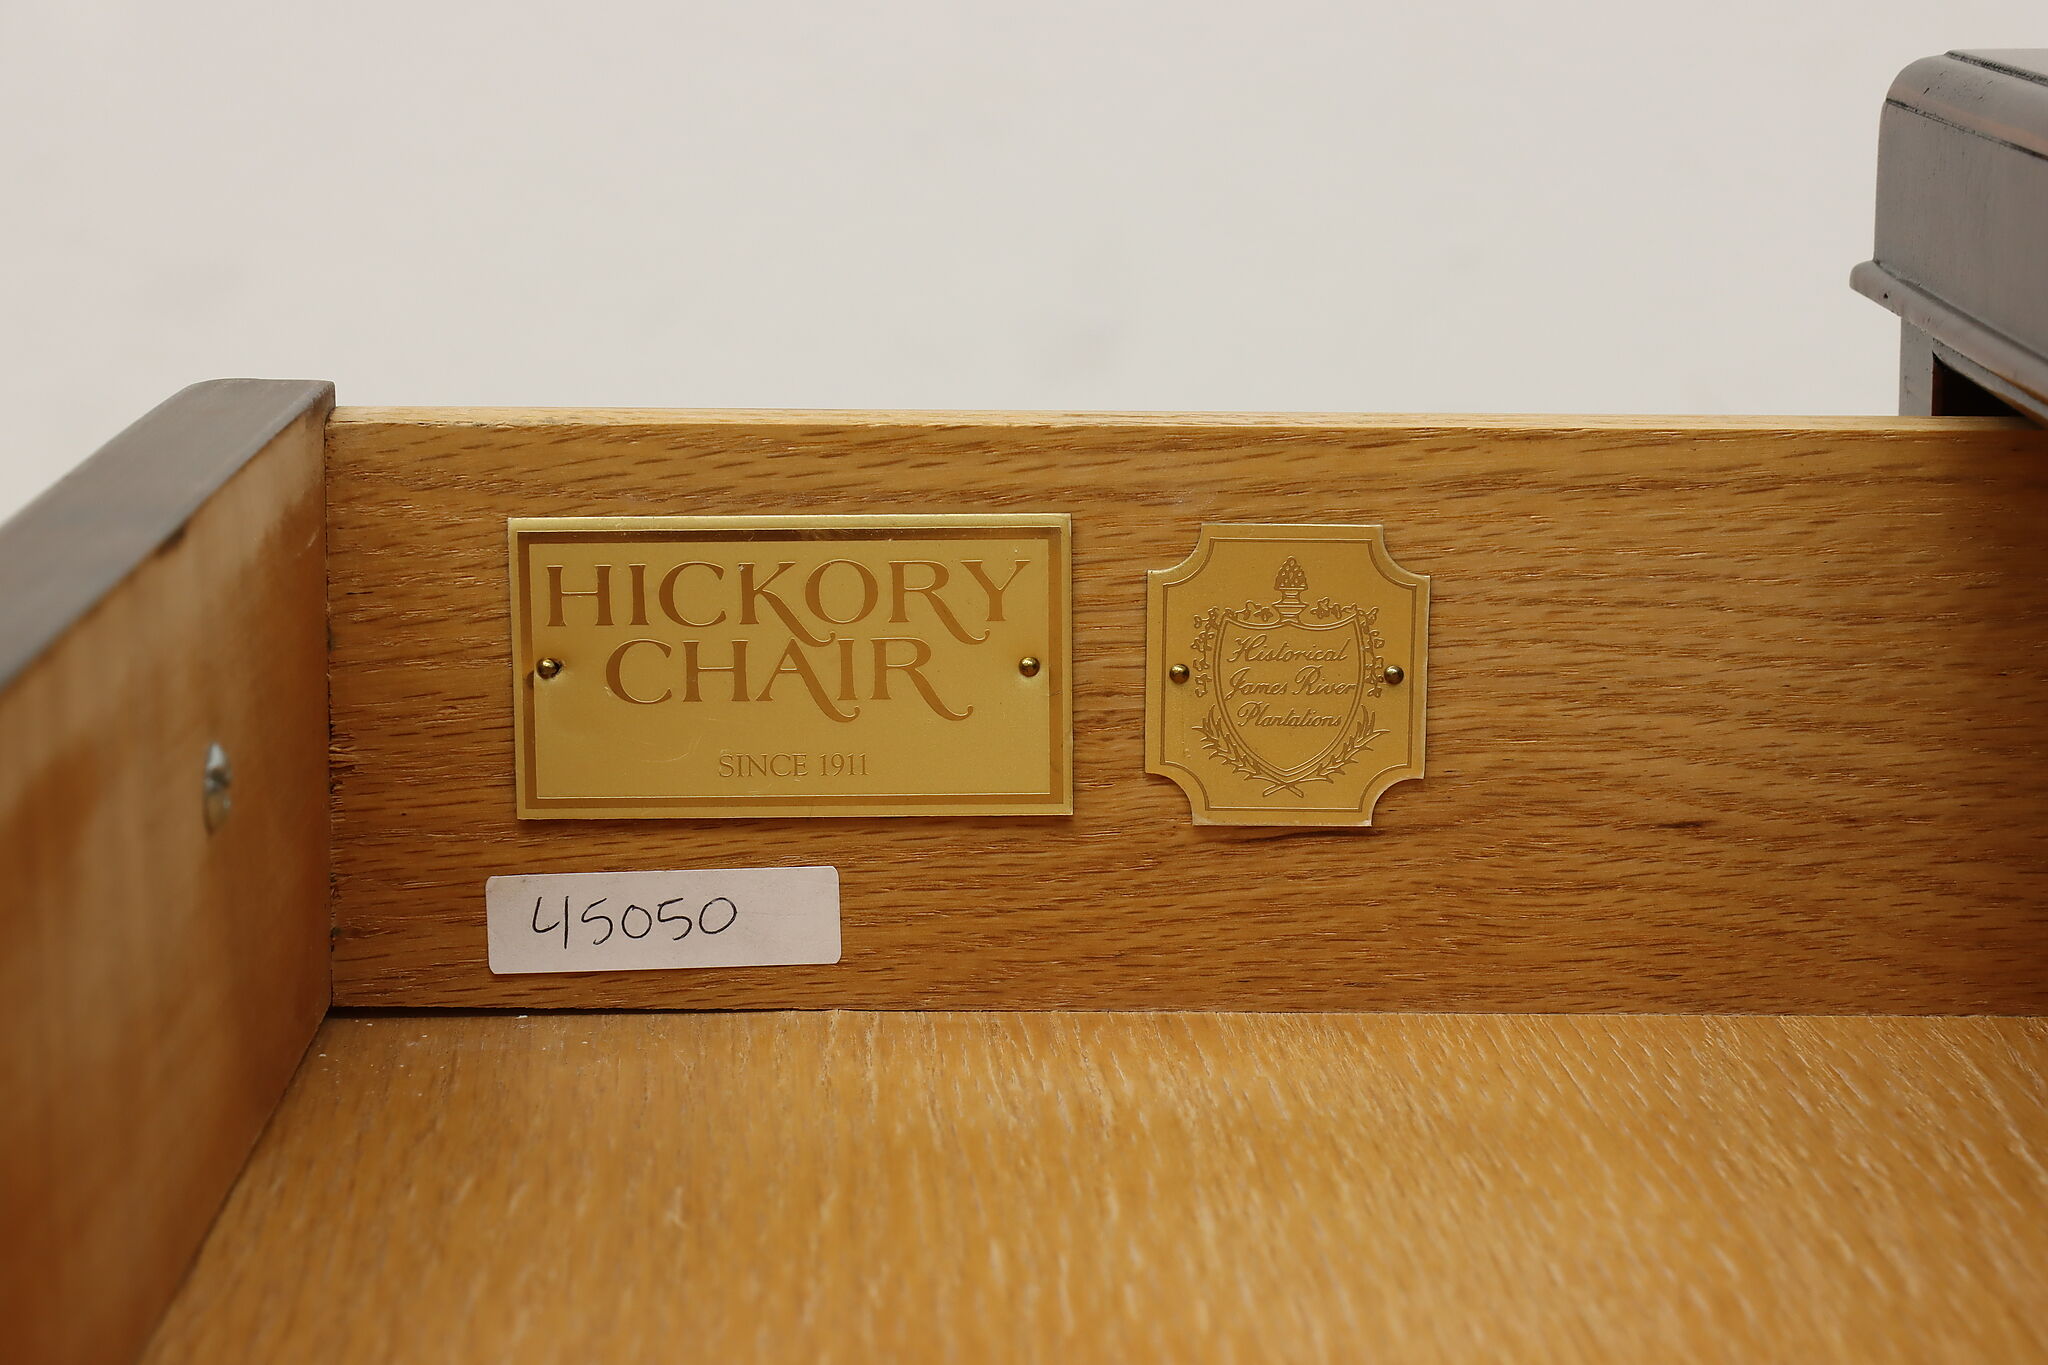 HICKORY
CHAIR
SINCE 1911
Historical
James River
Plantations
45050